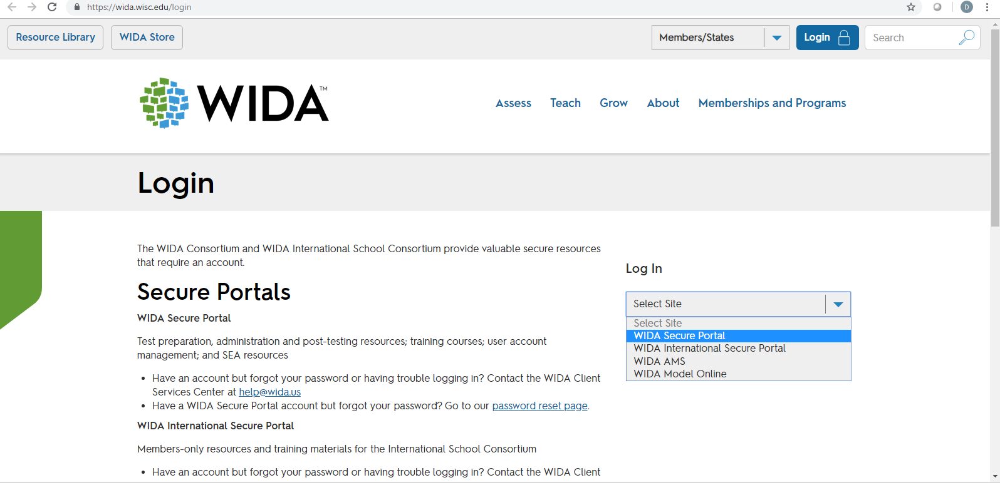 https://wida.wisc.edu/login
D
Resource Library
WIDA Store
Members/States
Login
Search
WIDA™
Assess
Teach
Grow
About
Memberships and Programs
Login
The WIDA Consortium and WIDA International School Consortium provide valuable secure resources
that require an account.
Secure Portals
WIDA Secure Portal
Test preparation, administration and post-testing resources; training courses; user account
management; and SEA resources
• Have an account but forgot your password or having trouble logging in? Contact the WIDA Client
Services Center at help@wida.us
• Have a WIDA Secure Portal account but forgot your password? Go to our password reset page.
WIDA International Secure Portal
Members-only resources and training materials for the International School Consortium
• Have an account but forgot your password or having trouble logging in? Contact the WIDA Client
Log In
Select Site
Select Site
WIDA Secure Portal
WIDA International Secure Portal
WIDA AMS
WIDA Model Online